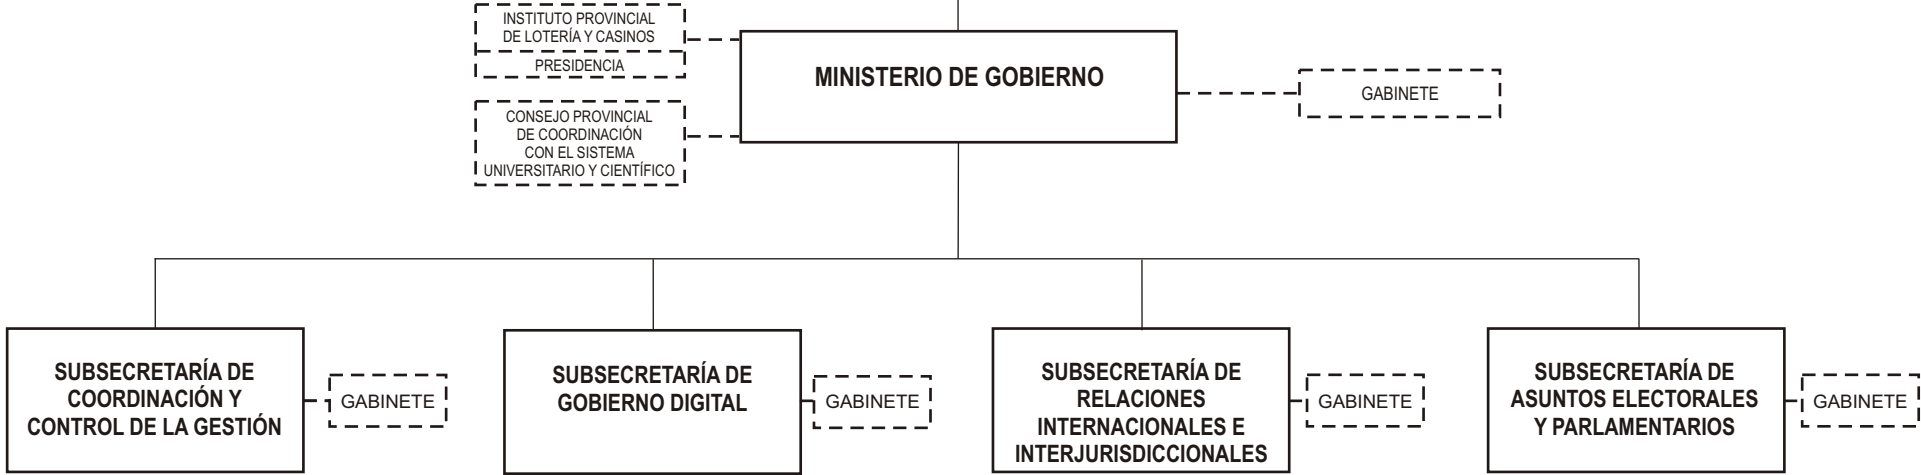 INSTITUTO PROVINCIAL
DE LOTERÍA Y CASINOS
PRESIDENCIA
CONSEJO PROVINCIAL
DE COORDINACIÓN
CON EL SISTEMA
UNIVERSITARIO Y CIENTÍFICO
MINISTERIO DE GOBIERNO
GABINETE
SUBSECRETARÍA DE
COORDINACIÓN Y
CONTROL DE LA GESTIÓN
GABINETE
SUBSECRETARÍA DE
GOBIERNO DIGITAL
GABINETE
SUBSECRETARÍA DE
RELACIONES
INTERNACIONALES E
INTERJURISDICCIONALES
GABINETE
SUBSECRETARÍA DE
ASUNTOS ELECTORALES
Y PARLAMENTARIOS
GABINETE